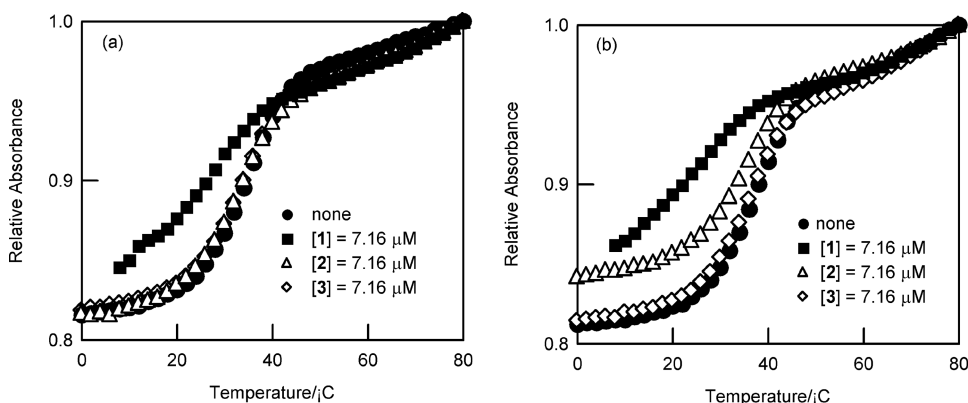 (a)
1.0
0.9
0.8
Relative Absorbance
none
[1] = 7.16 μM
[2] = 7.16 μM
[3] = 7.16 μM
0 20 40 60 80
Temperature/¡C
(b)
1.0
0.9
0.8
Relative Absorbance
none
[1] = 7.16 μM
[2] = 7.16 μM
[3] = 7.16 μM
0 20 40 60 80
Temperature/¡C